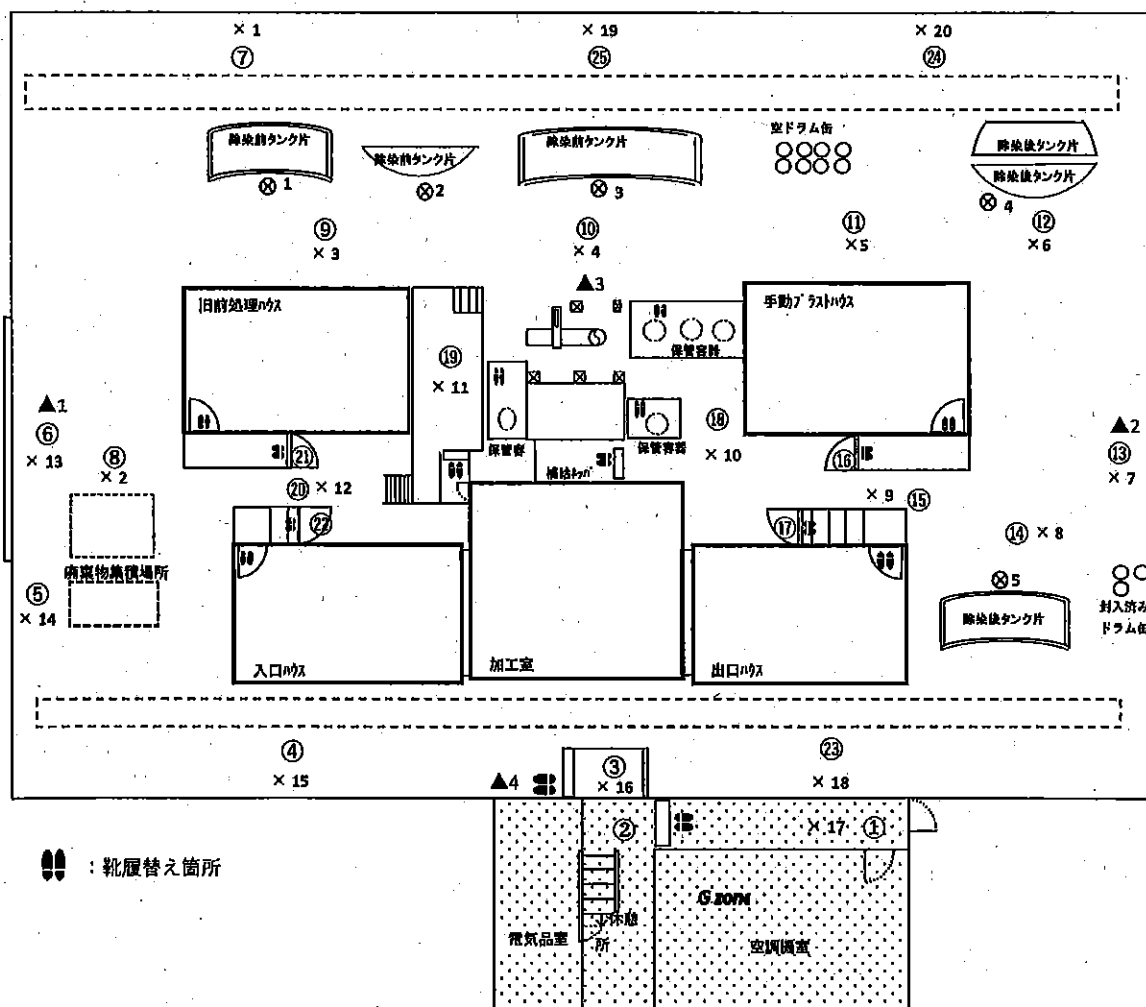 × 1
× 19
× 20
⑦
㉕
㉔
除染前タンク片
除染前タンク片
除染前タンク片
空ドラム缶
除染後タンク片
除染後タンク片
⊗ 1
⊗2
⊗ 3
⊗ 4
⑨
× 3
⑩
× 4
⑪
×5
⑫
× 6
▲3
旧前処理ハウス
手動ブラストハウス
⑲
× 11
保管容器
保管容
保管容器
⑱
× 10
▲1
⑥
× 13
⑧
× 2
▲2
⑬
× 7
㉑
⑯
⑳
× 12
× 9
⑮
㉒
⑰
⑭
× 8
廃棄物集積場所
⑤
× 14
⊗5
除染後タンク片
封入済み
ドラム缶
入口ハウス
加工室
出口ハウス
④
× 15
㉓
× 18
▲4
③
× 16
②
× 17
①
：靴履替え箇所
G zone
電気品室
休憩
所
空調機室